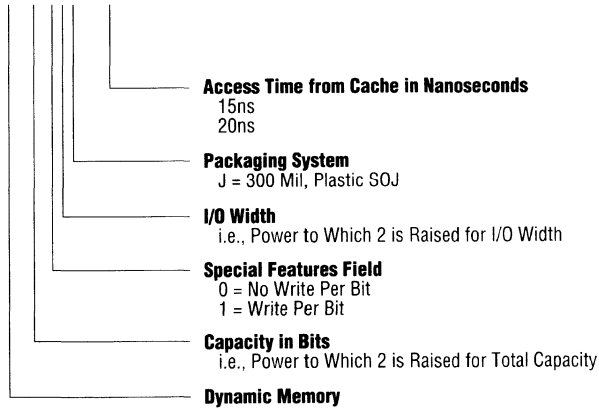 Access Time from Cache in Nanoseconds
15ns
20ns
Packaging System
J = 300 Mil, Plastic SOJ
I/O Width
i.e., Power to Which 2 is Raised for I/O Width
Special Features Field
0 = No Write Per Bit
1 = Write Per Bit
Capacity in Bits
i.e., Power to Which 2 is Raised for Total Capacity
Dynamic Memory